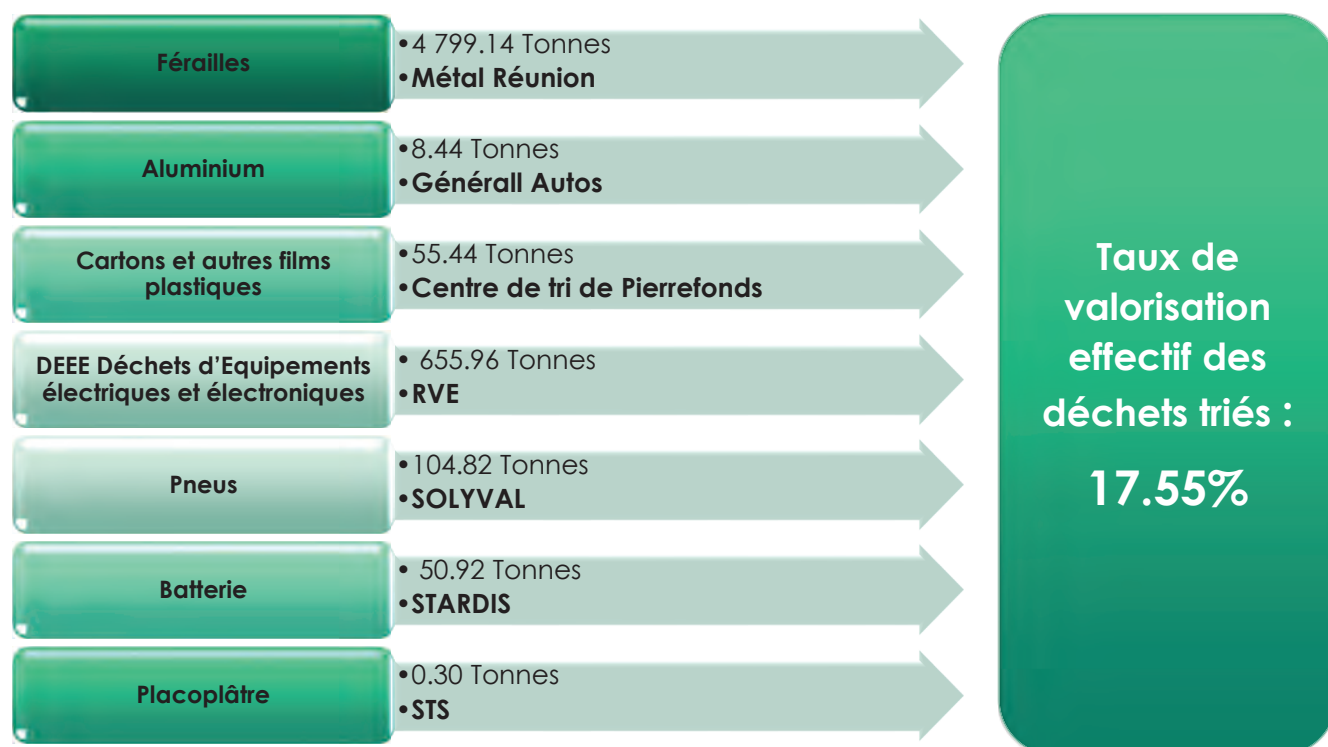 Férailles
•4 799.14 Tonnes
•Métal Réunion
Aluminium
•8.44 Tonnes
•Générall Autos
Cartons et autres films
plastiques
•55.44 Tonnes
•Centre de tri de Pierrefonds
DEEE Déchets d'Equipements
électriques et électroniques
• 655.96 Tonnes
•RVE
Pneus
•104.82 Tonnes
•SOLYVAL
Batterie
• 50.92 Tonnes
•STARDIS
Placoplâtre
•0.30 Tonnes
•STS
Taux de
valorisation
effectif des
déchets triés :
17.55%